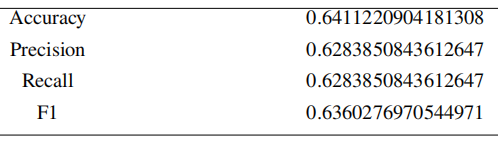 Accuracy 0.6411220904181308
Precision 0.6283850843612647
Recall 0.6283850843612647
F1 0.6360276970544971